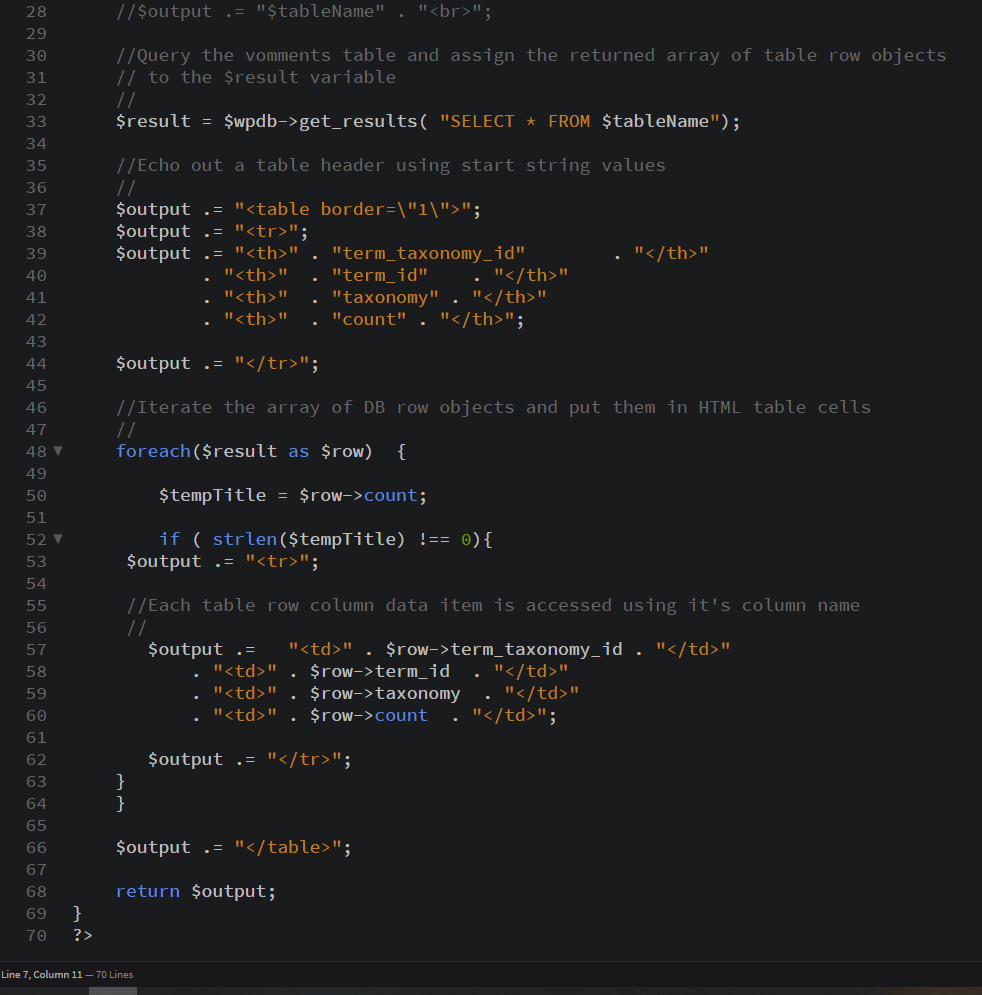 28 //$output .= "$tableName" . "<br>";
29
30 //Query the vomments table and assign the returned array of table row objects
31 // to the $result variable
32 //
33 $result = $wpdb->get_results( "SELECT * FROM $tableName");
34
35 //Echo out a table header using start string values
36 //
37 $output .= "<table border=\"1\">";
38 $output .= "<tr>";
39 $output .= "<th>" . "term_taxonomy_id" . "</th>"
40 . "<th>" . "term_id" . "</th>"
41 . "<th>" . "taxonomy" . "</th>"
42 . "<th>" . "count" . "</th>";
43
44 $output .= "</tr>";
45
46 //Iterate the array of DB row objects and put them in HTML table cells
47 //
48 ▼ foreach($result as $row) {
49
50 $tempTitle = $row->count;
51
52 ▼ if ( strlen($tempTitle) !== 0){
53 $output .= "<tr>";
54
55 //Each table row column data item is accessed using it's column name
56 //
57 $output .= "<td>" . $row->term_taxonomy_id . "</td>"
58 . "<td>" . $row->term_id . "</td>"
59 . "<td>" . $row->taxonomy . "</td>"
60 . "<td>" . $row->count . "</td>";
61
62 $output .= "</tr>";
63 }
64 }
65
66 $output .= "</table>";
67
68 return $output;
69 }
70 ?>
Line 7, Column 11 — 70 Lines